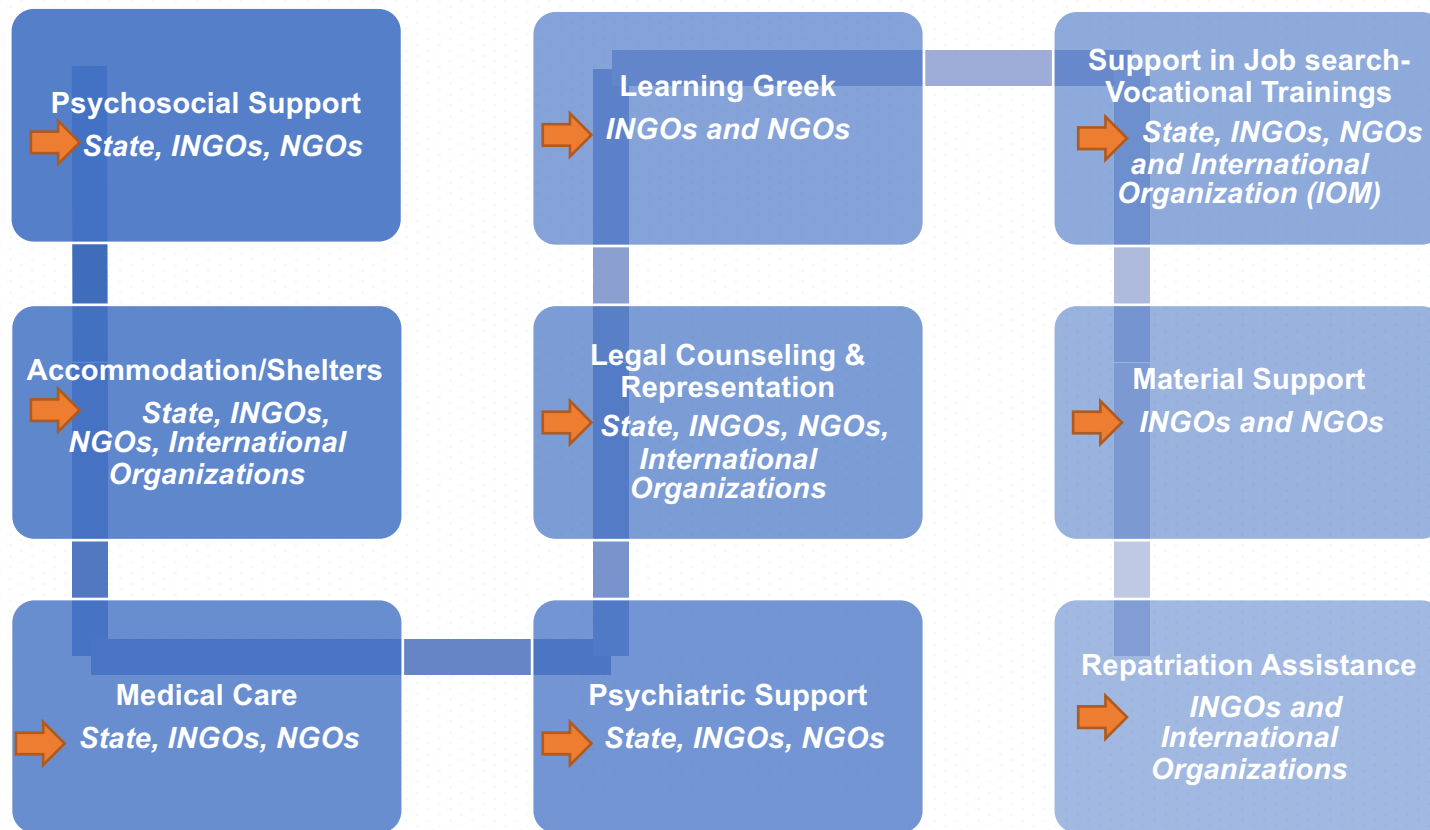 Psychosocial Support
State, INGOs, NGOs
Accommodation/Shelters
State, INGOs,
NGOs, International
Organizations
Medical Care
State, INGOs, NGOs
Psychiatric Support
State, INGOs, NGOs
Legal Counseling &
Representation
State, INGOs, NGOs,
International
Organizations
Learning Greek
INGOs and NGOs
Support in Job search-
Vocational Trainings
State, INGOs, NGOs
and International
Organization (IOM)
Material Support
INGOs and NGOs
Repatriation Assistance
INGOs and
International
Organizations